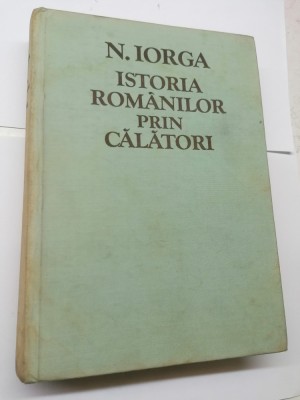 N. IORGA
ISTORIA
ROMÂNILOR
PRIN
CĂLĂTORI